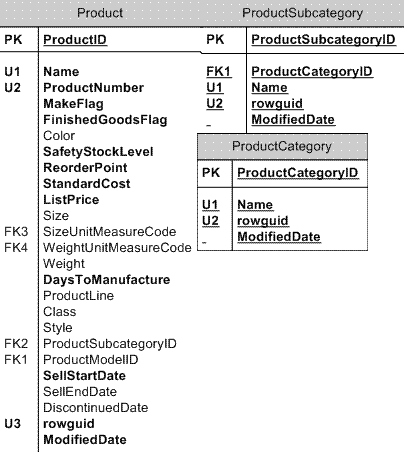 Product
PK ProductID
U1 Name
U2 ProductNumber
MakeFlag
FinishedGoodsFlag
Color
SafetyStockLevel
ReorderPoint
StandardCost
ListPrice
Size
FK3 SizeUnitMeasureCode
FK4 WeightUnitMeasureCode
Weight
DaysToManufacture
ProductLine
Class
Style
FK2 ProductSubcategoryID
FK1 ProductModelID
SellStartDate
SellEndDate
DiscontinuedDate
U3 rowguid
ModifiedDate
ProductSubcategory
PK ProductSubcategoryID
FK1 ProductCategoryID
U1 Name
U2 rowguid
ModifiedDate
ProductCategory
PK ProductCategoryID
U1 Name
U2 rowguid
ModifiedDate